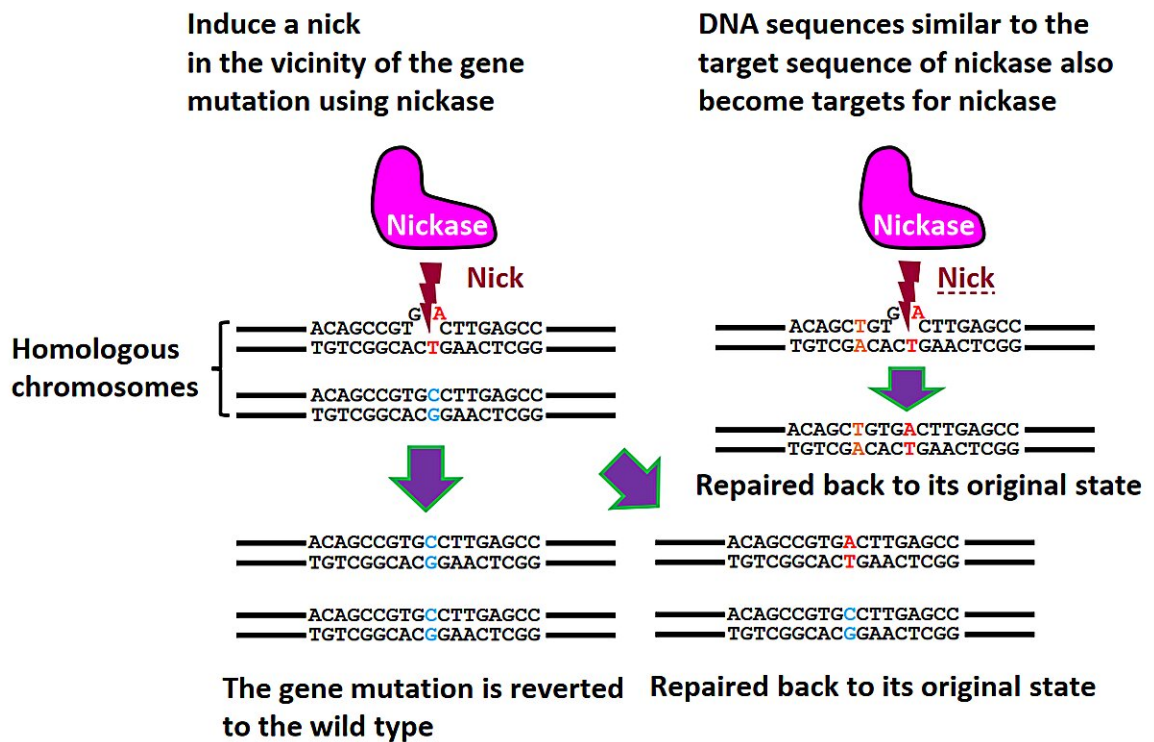 Induce a nick
in the vicinity of the gene
mutation using nickase
Nickase
Nick
G A
ACAGCCGT CTTGAGCC
TGTCGGCACTGAACTCGG
Homologous
chromosomes
ACAGCCGTGCCTTGAGCC
TGTCGGCACGGAACTCGG
ACAGCCGTGCCTTGAGCC
TGTCGGCACGGAACTCGG
ACAGCCGTGCCTTGAGCC
TGTCGGCACGGAACTCGG
The gene mutation is reverted
to the wild type
DNA sequences similar to the
target sequence of nickase also
become targets for nickase
Nickase
Nick
G A
ACAGCTGT CTTGAGCC
TGTCGACACTGAACTCGG
ACAGCTGTGACTTGAGCC
TGTCGACACTGAACTCGG
Repaired back to its original state
ACAGCCGTGACTTGAGCC
TGTCGGCACTGAACTCGG
ACAGCCGTGCCTTGAGCC
TGTCGGCACGGAACTCGG
Repaired back to its original state